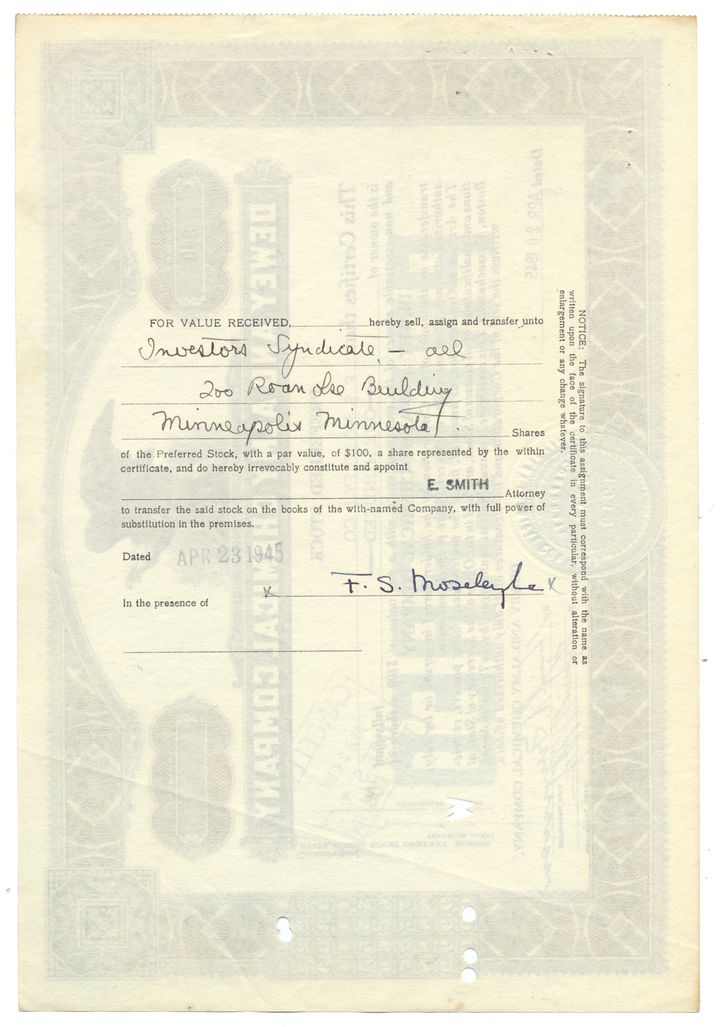 FOR VALUE RECEIVED, hereby sell, assign and transfer unto
Investors Syndicate, – all
200 Roanoke Building
Minneapolis Minnesota. Shares
of the Preferred Stock, with a par value, of $100, a share represented by the within
certificate, and do hereby irrevocably constitute and appoint
E. SMITH Attorney
to transfer the said stock on the books of the with-named Company, with full power of
substitution in the premises.
Dated APR 23 1945
x F. S. Moseley x
In the presence of
NOTICE: The signature to this assignment must correspond with the name as
written upon the face of the certificate in every particular, without alteration or
enlargement or any change whatever.